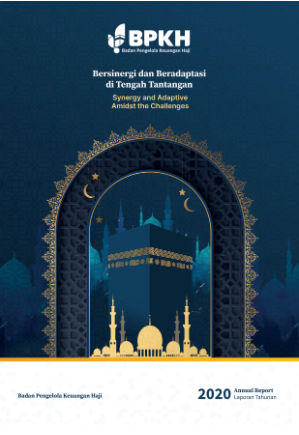 BPKH
Badan Pengelola Keuangan Haji
Bersinergi dan Beradaptasi
di Tengah Tantangan
Synergy and Adaptive
Amidst the Challenges
Badan Pengelola Keuangan Haji
2020
Annual Report
Laporan Tahunan